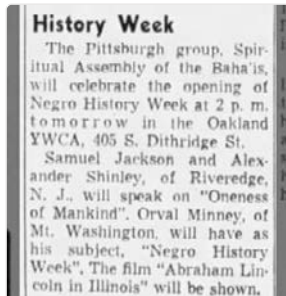 History Week
The Pittsburgh group, Spir-
itual Assembly of the Baha'is,
will celebrate the opening of
Negro History Week at 2 p. m.
tomorrow in the Oakland
YWCA, 405 S. Dithridge St.
Samuel Jackson and Alex-
ander Shinley, of Riveredge,
N. J., will speak on "Oneness
of Mankind". Orval Minney, of
Mt. Washington, will have as
his subject, "Negro History
Week". The film "Abraham Lin-
coln in Illinois" will be shown.